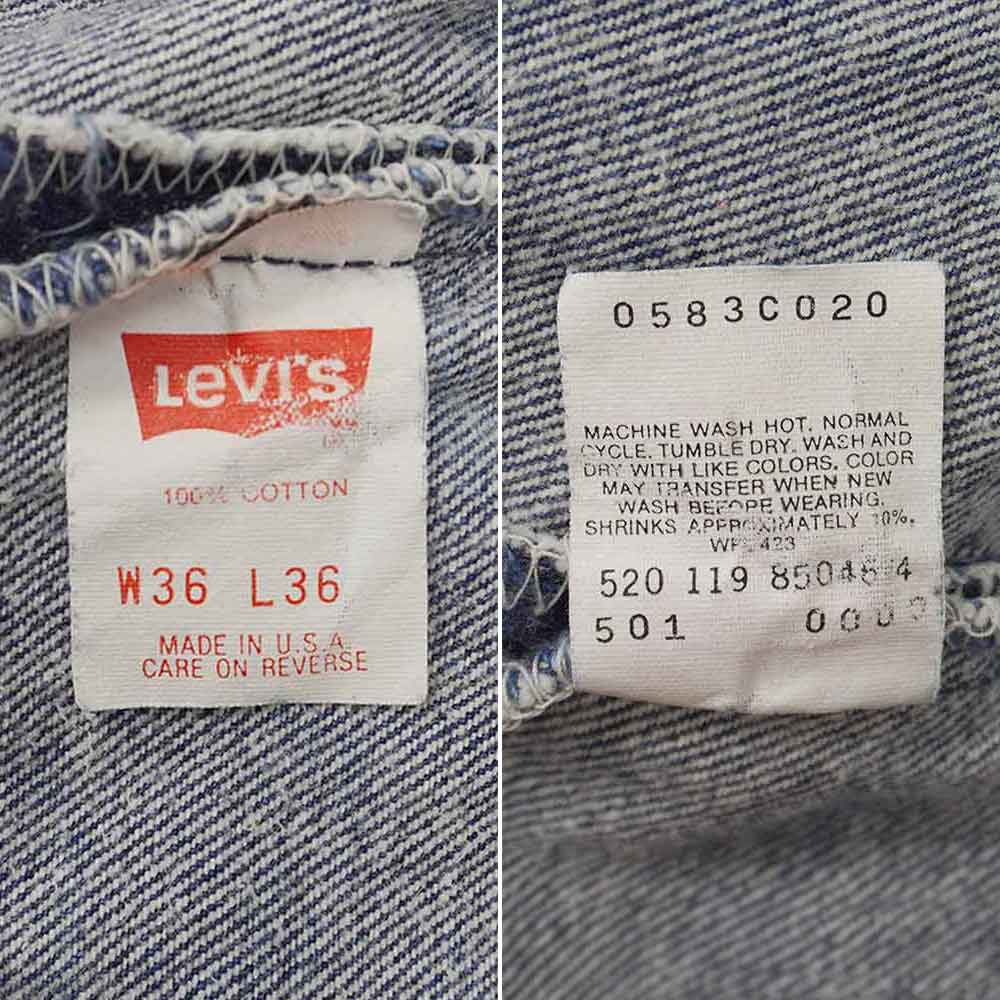 Levi's
100% COTTON
W36 L36
MADE IN U.S.A.
CARE ON REVERSE
0583C020
MACHINE WASH HOT. NORMAL
CYCLE. TUMBLE DRY. WASH AND
DRY WITH LIKE COLORS. COLOR
MAY TRANSFER WHEN NEW
WASH BEFORE WEARING.
SHRINKS APPROXIMATELY 10%.
423
520 119
501